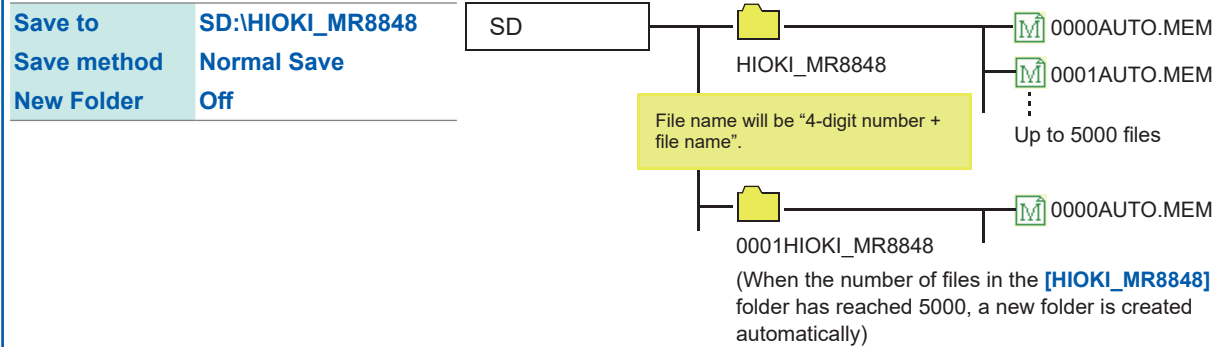 Save to SD:\HIOKI_MR8848
Save method Normal Save
New Folder Off
SD
HIOKI_MR8848
0000AUTO.MEM
0001AUTO.MEM
Up to 5000 files
File name will be “4-digit number +
file name”.
0001HIOKI_MR8848
0000AUTO.MEM
(When the number of files in the [HIOKI_MR8848]
folder has reached 5000, a new folder is created
automatically)